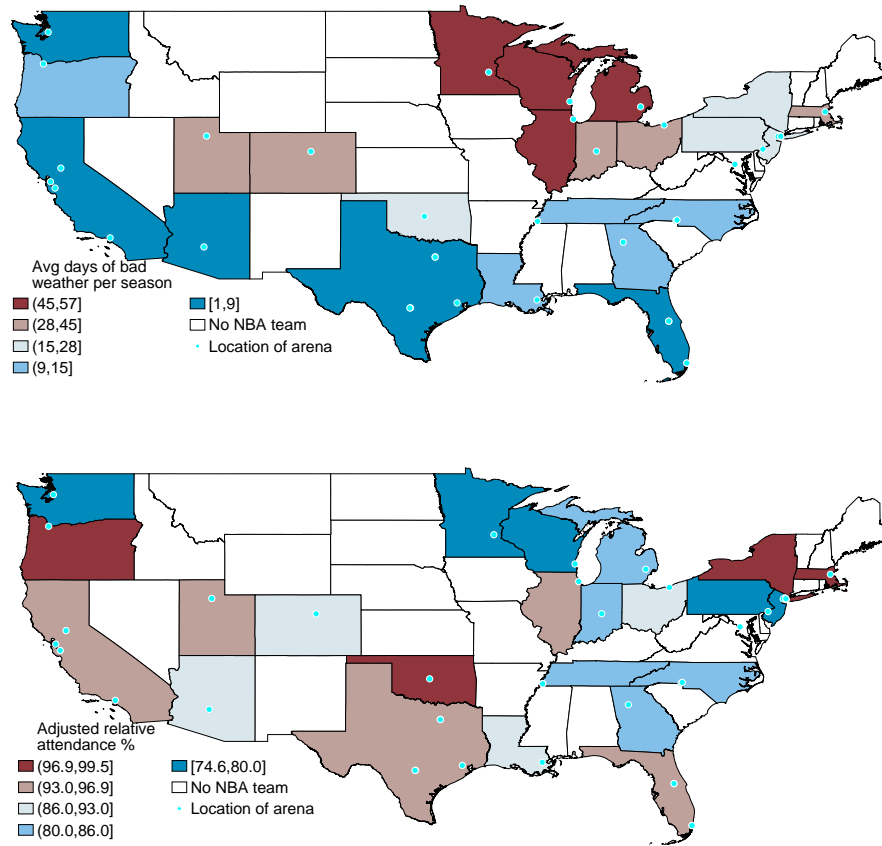 Avg days of bad
weather per season
(45,57]
(28,45]
(15,28]
(9,15]
[1,9]
No NBA team
Location of arena
Adjusted relative
attendance %
(96.9,99.5]
(93.0,96.9]
(86.0,93.0]
(80.0,86.0]
[74.6,80.0]
No NBA team
Location of arena